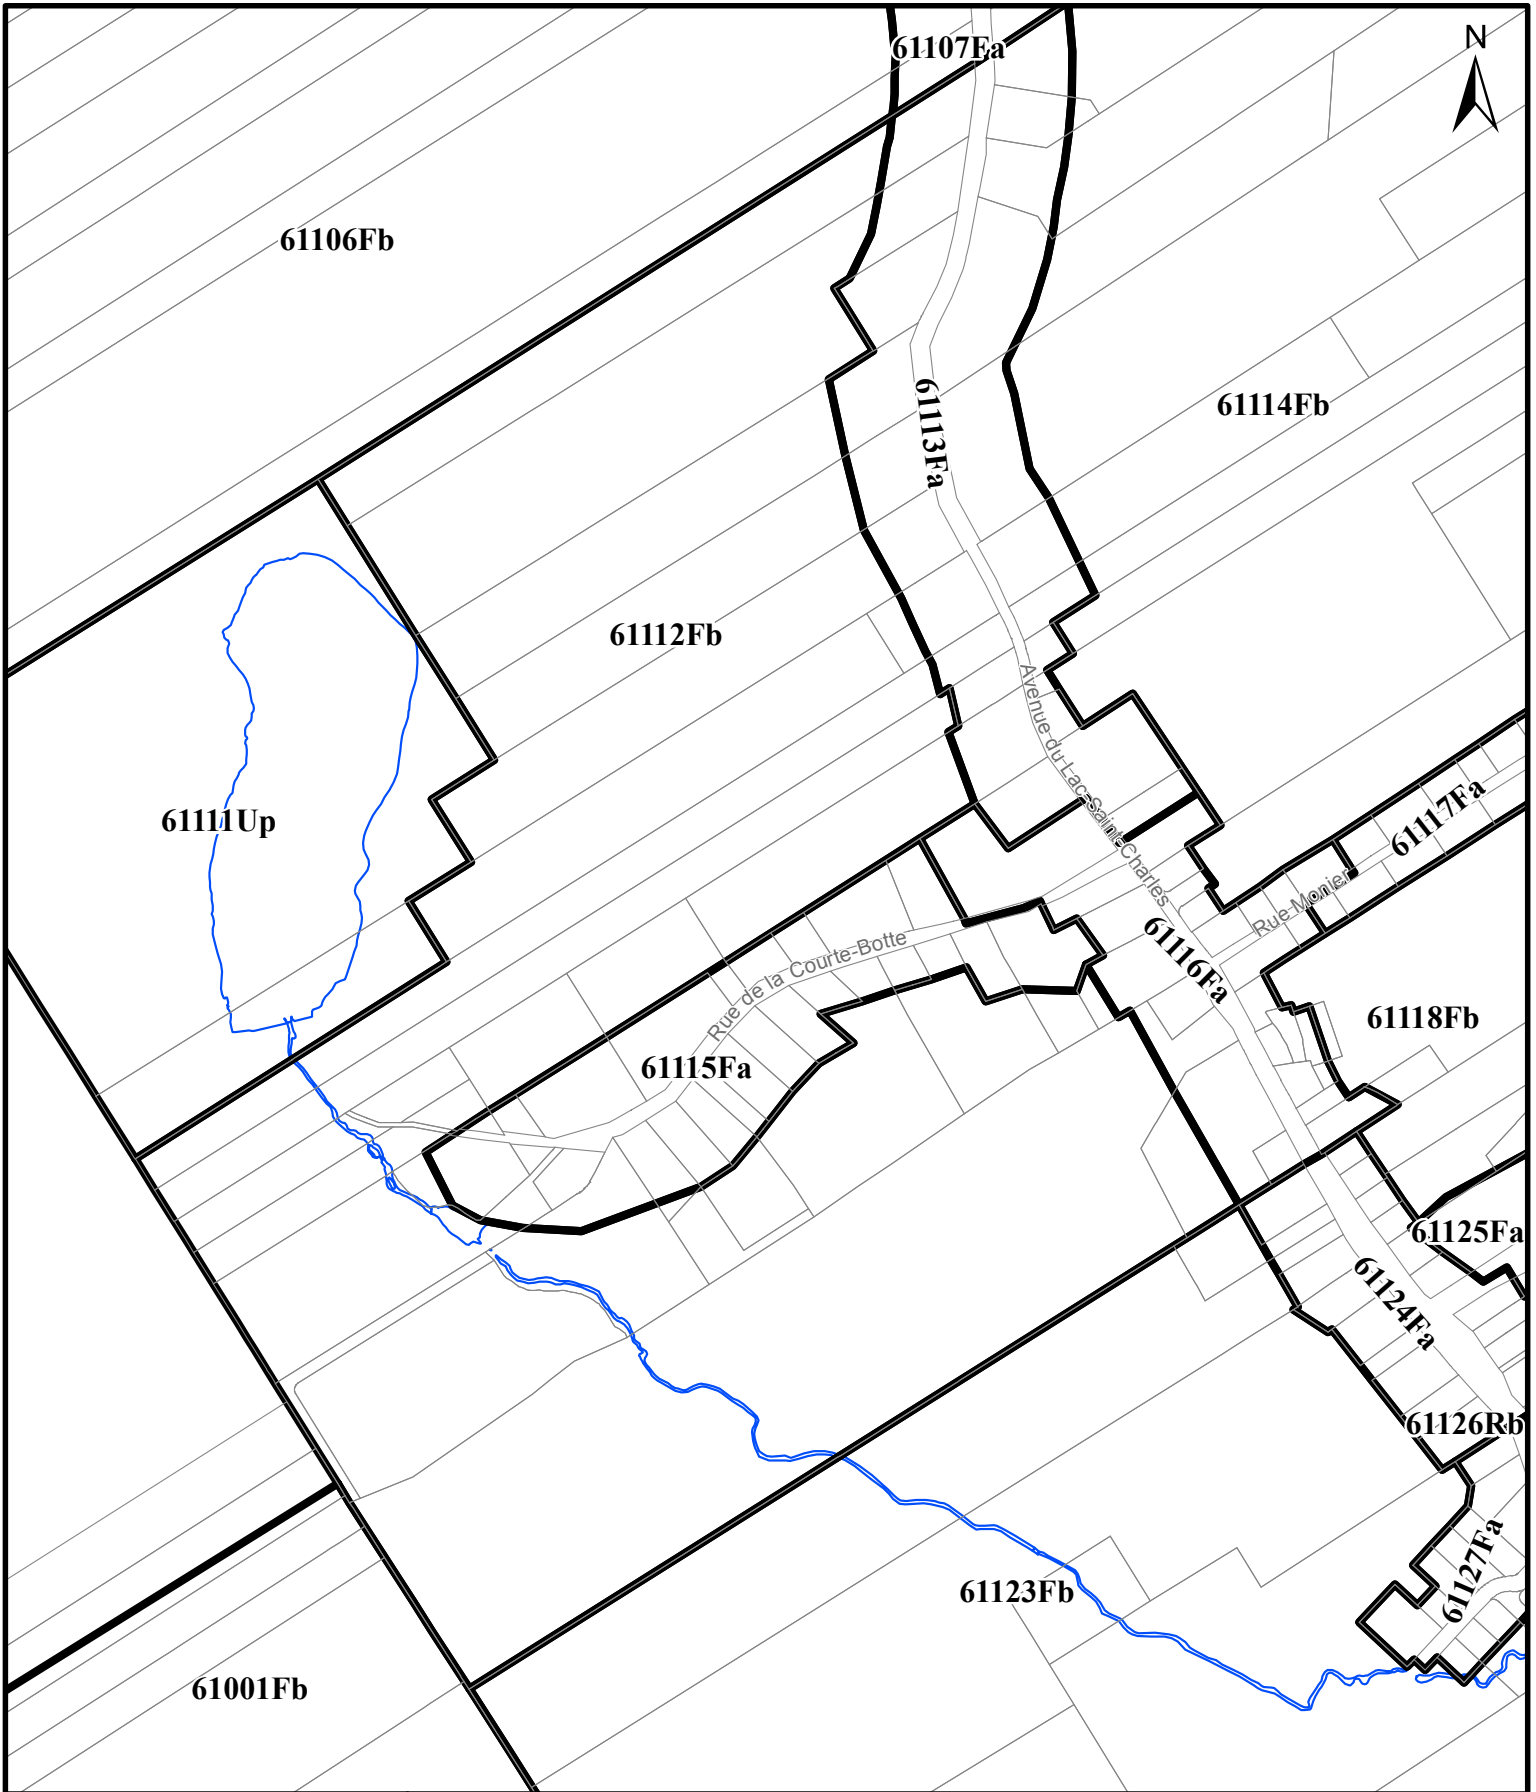 61107Fa
N
61106Fb
61113Fa
61114Fb
61112Fb
Avenue du Lac-Saint-Charles
61111Up
61117Fa
Rue Monier
Rue de la Courte-Botte
61116Fa
61118Fb
61115Fa
61125Fa
61124Fa
61126Rb
61127Fa
61123Fb
61001Fb